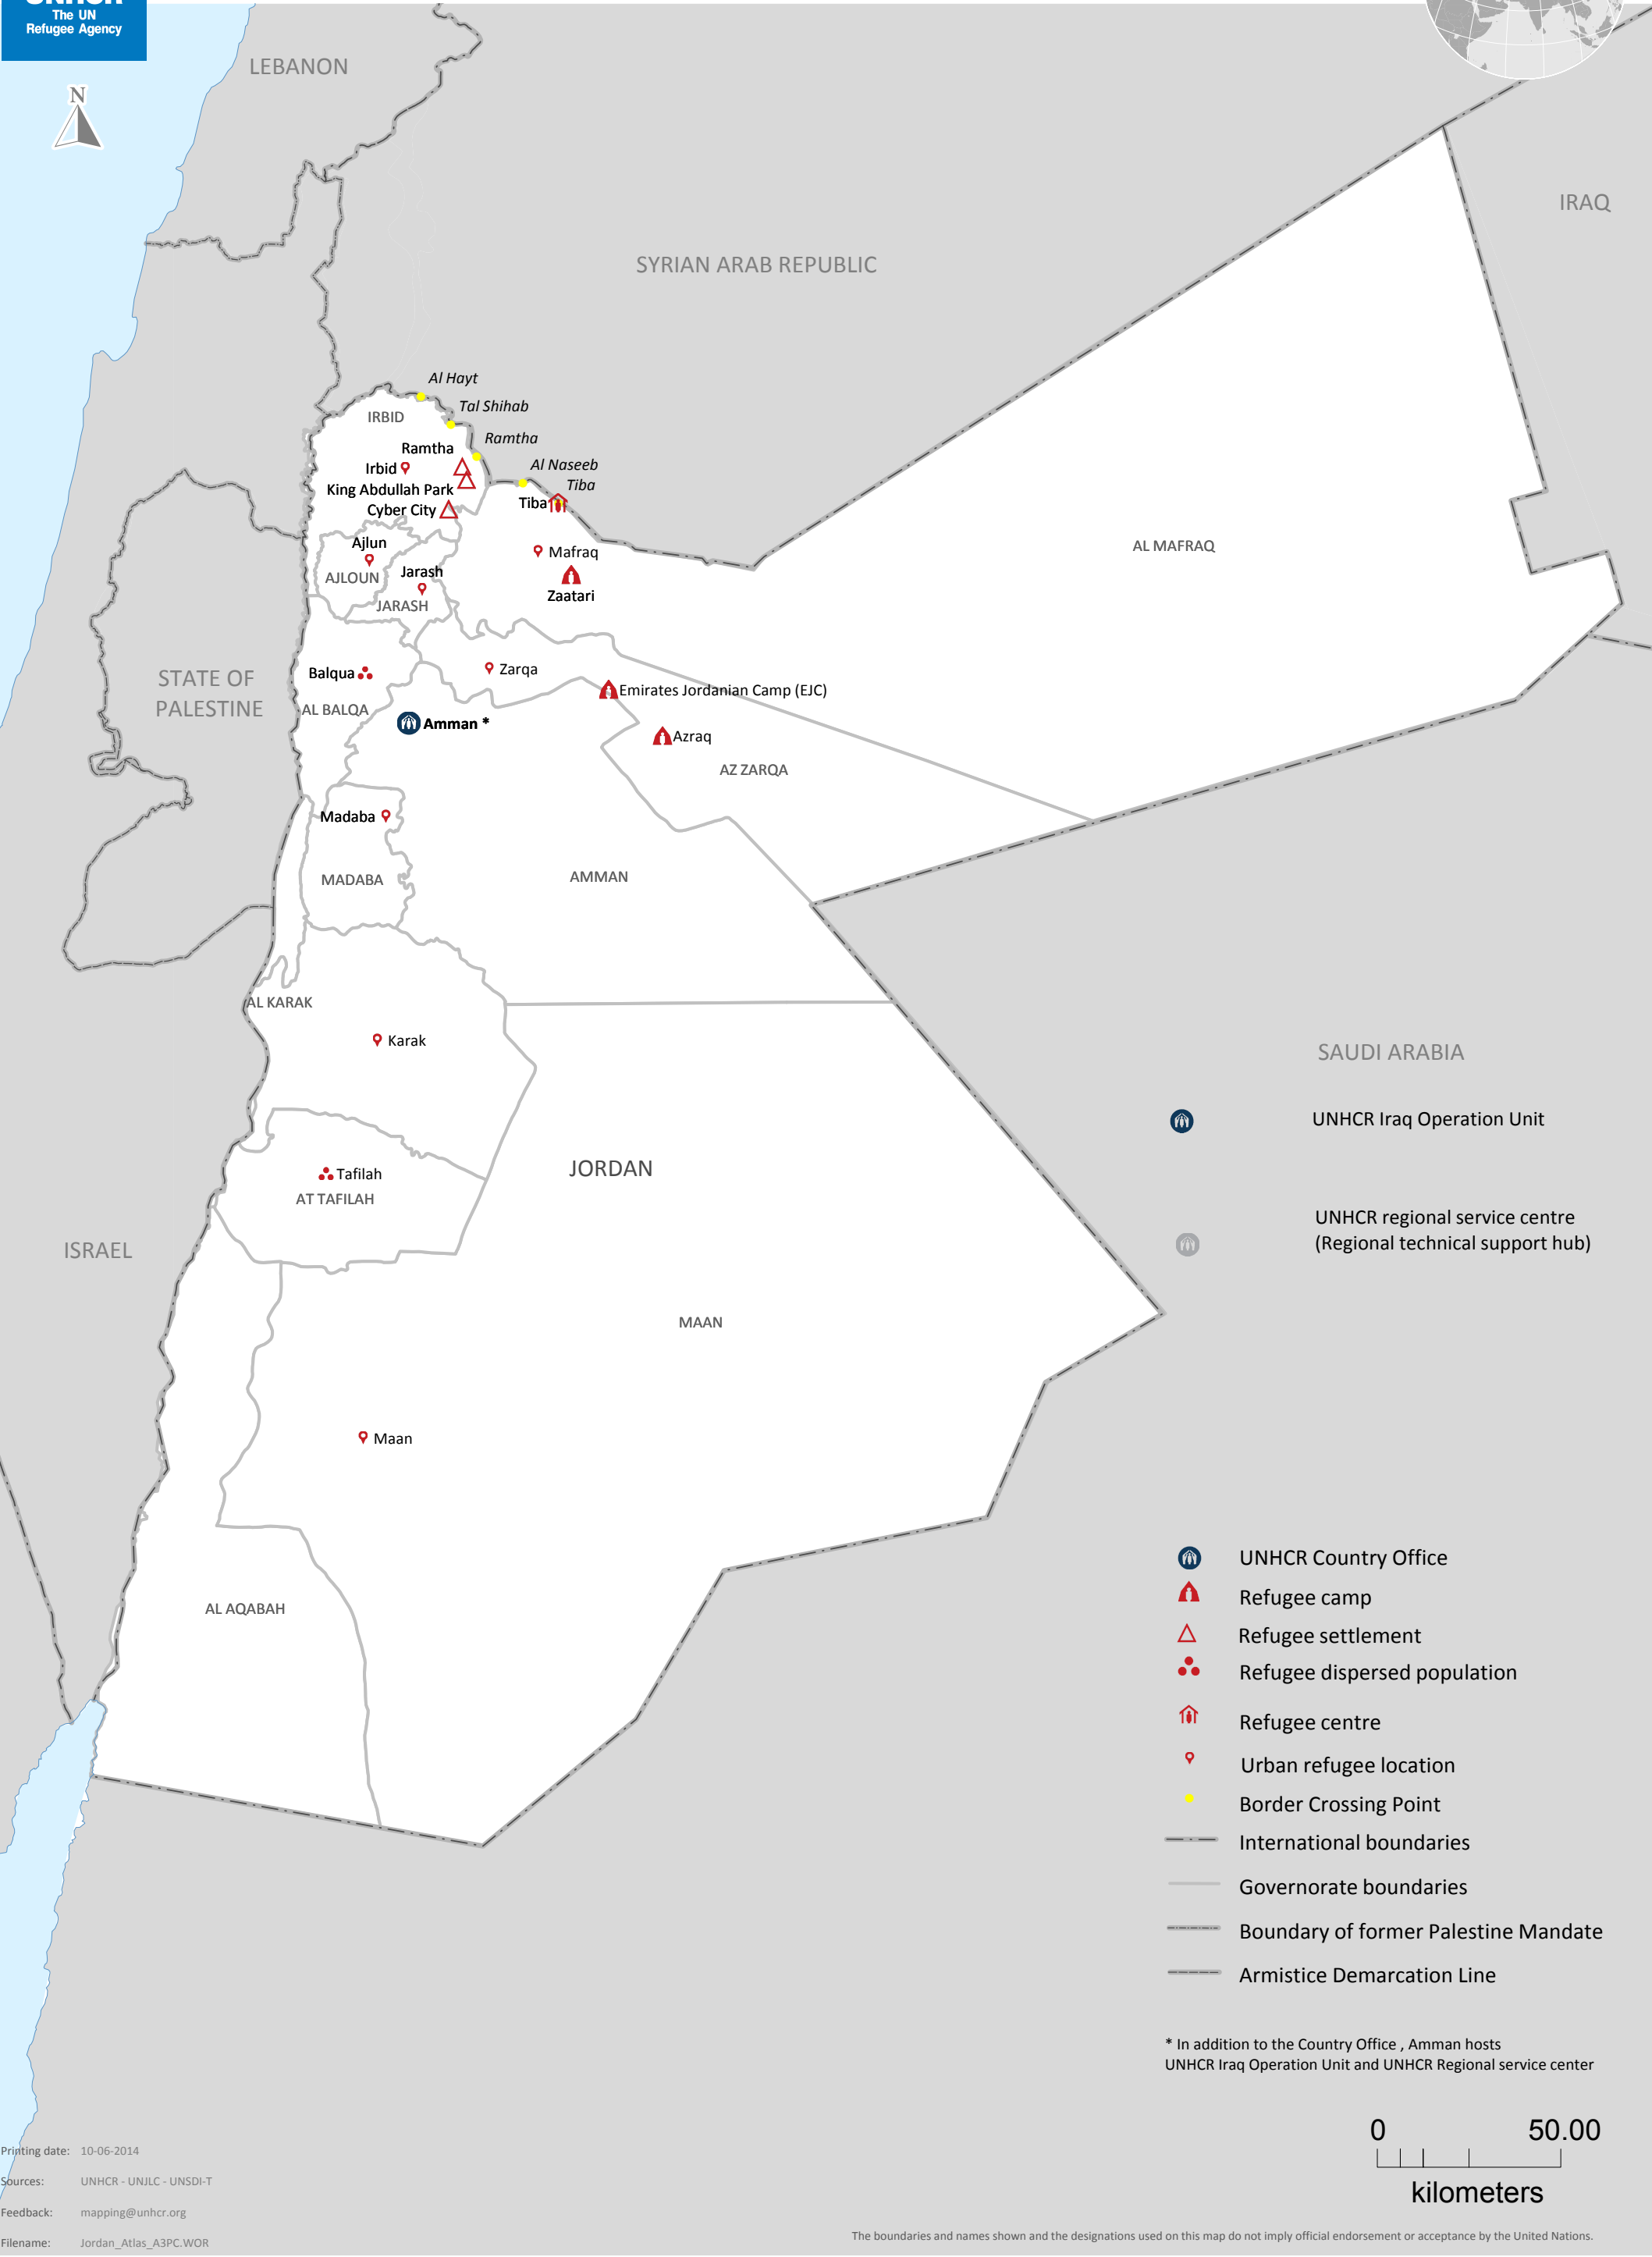 UNHCR
The UN
Refugee Agency
N
LEBANON
IRAQ
SYRIAN ARAB REPUBLIC
Al Hayt
Tal Shihab
IRBID
Ramtha
Ramtha
Irbid
Al Naseeb
King Abdullah Park
Tiba
Tiba
Cyber City
Ajlun
Mafraq
AL MAFRAQ
AJLOUN
Jarash
Zaatari
JARASH
Balqua
Zarqa
STATE OF
PALESTINE
Emirates Jordanian Camp (EJC)
AL BALQA
Amman *
Azraq
AZ ZARQA
Madaba
MADABA
AMMAN
AL KARAK
Karak
SAUDI ARABIA
UNHCR Iraq Operation Unit
JORDAN
Tafilah
AT TAFILAH
UNHCR regional service centre
(Regional technical support hub)
ISRAEL
MAAN
Maan
AL AQABAH
UNHCR Country Office
Refugee camp
Refugee settlement
Refugee dispersed population
Refugee centre
Urban refugee location
Border Crossing Point
International boundaries
Governorate boundaries
Boundary of former Palestine Mandate
Armistice Demarcation Line
* In addition to the Country Office , Amman hosts
UNHCR Iraq Operation Unit and UNHCR Regional service center
0 50.00
kilometers
Printing date: 10-06-2014
Sources: UNHCR - UNJLC - UNSDI-T
Feedback: mapping@unhcr.org
Filename: Jordan_Atlas_A3PC.WOR
The boundaries and names shown and the designations used on this map do not imply official endorsement or acceptance by the United Nations.